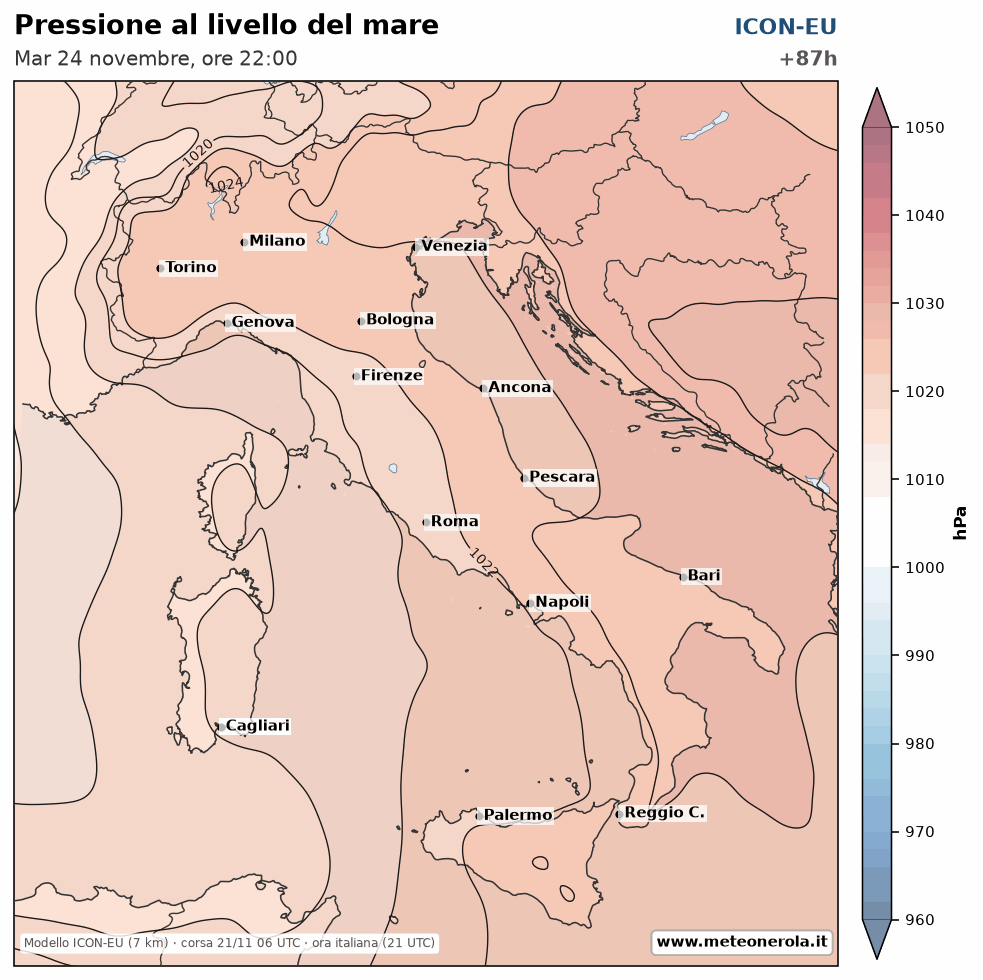 Pressione al livello del mare
ICON-EU
Mar 24 novembre, ore 22:00
+87h
1020
1024
Milano
Venezia
Torino
Genova
Bologna
Firenze
Ancona
Pescara
Roma
1022
Bari
Napoli
Cagliari
Palermo
Reggio C.
Modello ICON-EU (7 km) · corsa 21/11 06 UTC · ora italiana (21 UTC)
www.meteonerola.it
1050
1040
1030
1020
1010
1000
990
980
970
960
hPa